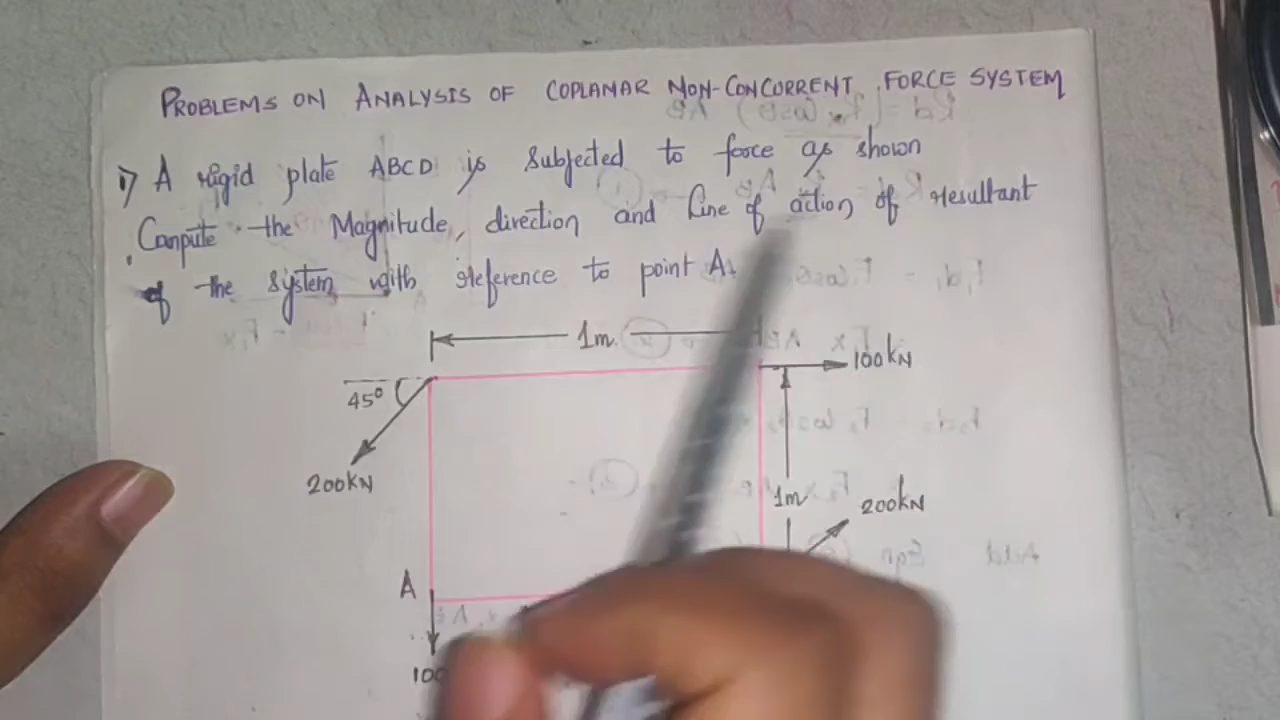 PROBLEMS ON ANALYSIS OF COPLANAR NON-CONCURRENT FORCE SYSTEM
1) A rigid plate ABCD is subjected to force as shown
Compute the Magnitude, direction and line of action of resultant
of the system with reference to point A.
1m
100KN
45°
200KN
1m
200KN
A
100